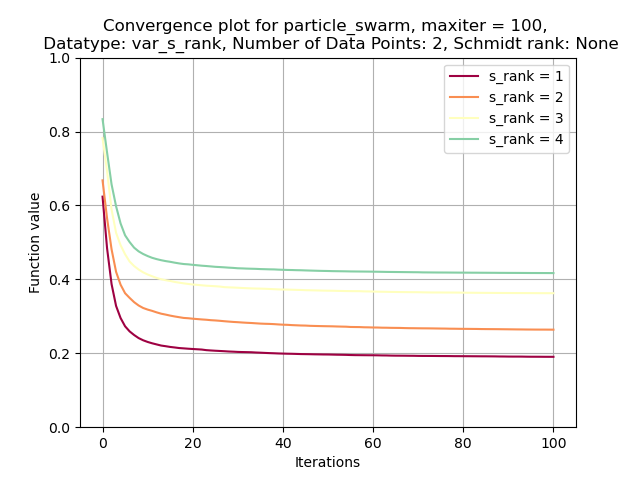 Convergence plot for particle_swarm, maxiter = 100,
Datatype: var_s_rank, Number of Data Points: 2, Schmidt rank: None
1.0
0.8
0.6
0.4
0.2
0.0
Function value
s_rank = 1
s_rank = 2
s_rank = 3
s_rank = 4
0 20 40 60 80 100
Iterations